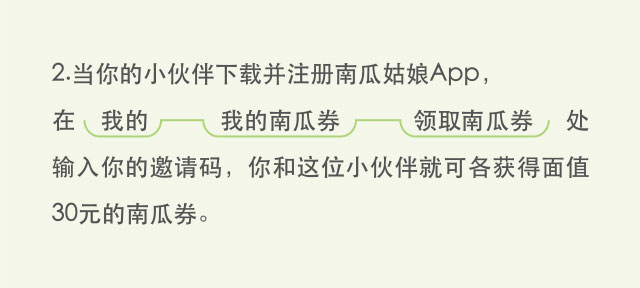 2.当你的小伙伴下载并注册南瓜姑娘App，
在 我的 我的南瓜券 领取南瓜券 处
输入你的邀请码，你和这位小伙伴就可各获得面值
30元的南瓜券。